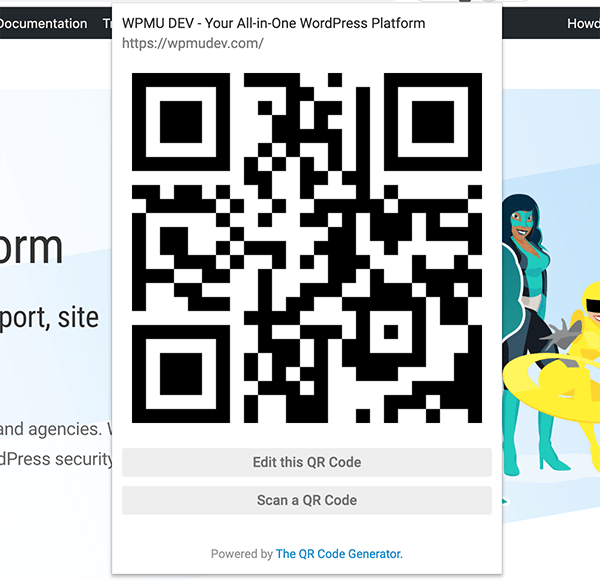 WPMU DEV - Your All-in-One WordPress Platform
https://wpmudev.com/
Documentation
Howd
orm
port, site
and agencies.
dPress security
Edit this QR Code
Scan a QR Code
Powered by The QR Code Generator.